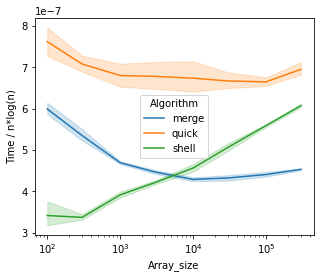 1e−7
8
7
6
5
4
3
Time / n*log(n)
Algorithm
merge
quick
shell
10^2
10^3
10^4
10^5
Array_size